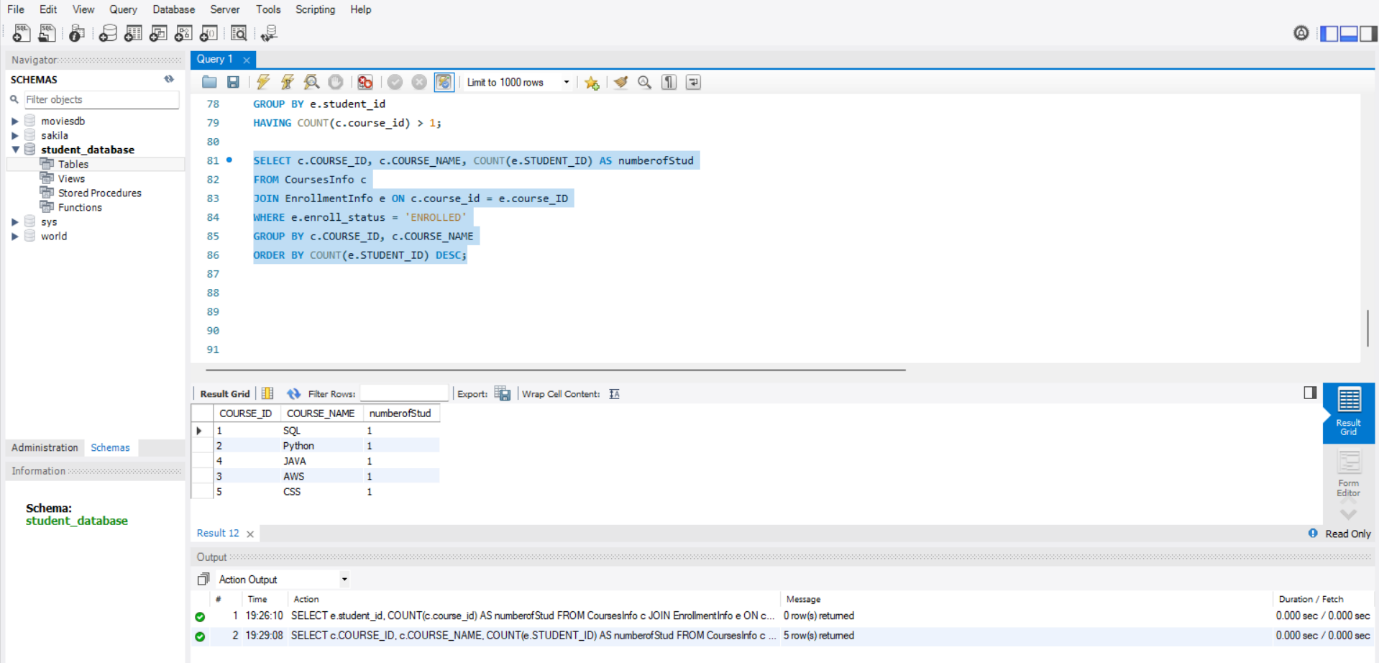 File Edit View Query Database Server Tools Scripting Help
Navigator
SCHEMAS
Filter objects
moviesdb
sakila
student_database
Tables
Views
Stored Procedures
Functions
sys
world
Administration Schemas
Information
Schema:
student_database
Query 1
Limit to 1000 rows
78 GROUP BY e.student_id
79 HAVING COUNT(c.course_id) > 1;
80
81 SELECT c.COURSE_ID, c.COURSE_NAME, COUNT(e.STUDENT_ID) AS numberofStud
82 FROM CoursesInfo c
83 JOIN EnrollmentInfo e ON c.course_id = e.course_ID
84 WHERE e.enroll_status = 'ENROLLED'
85 GROUP BY c.COURSE_ID, c.COURSE_NAME
86 ORDER BY COUNT(e.STUDENT_ID) DESC;
87
88
89
90
91
Result Grid Filter Rows: Export: Wrap Cell Content:
COURSE_ID COURSE_NAME numberofStud
1 SQL 1
2 Python 1
4 JAVA 1
3 AWS 1
5 CSS 1
Result
Grid
Form
Editor
Result 12
Read Only
Output
Action Output
# Time Action Message Duration / Fetch
1 19:26:10 SELECT e.student_id, COUNT(c.course_id) AS numberofStud FROM CoursesInfo c JOIN EnrollmentInfo e ON c... 0 row(s) returned 0.000 sec / 0.000 sec
2 19:29:08 SELECT c.COURSE_ID, c.COURSE_NAME, COUNT(e.STUDENT_ID) AS numberofStud FROM CoursesInfo c ... 5 row(s) returned 0.000 sec / 0.000 sec